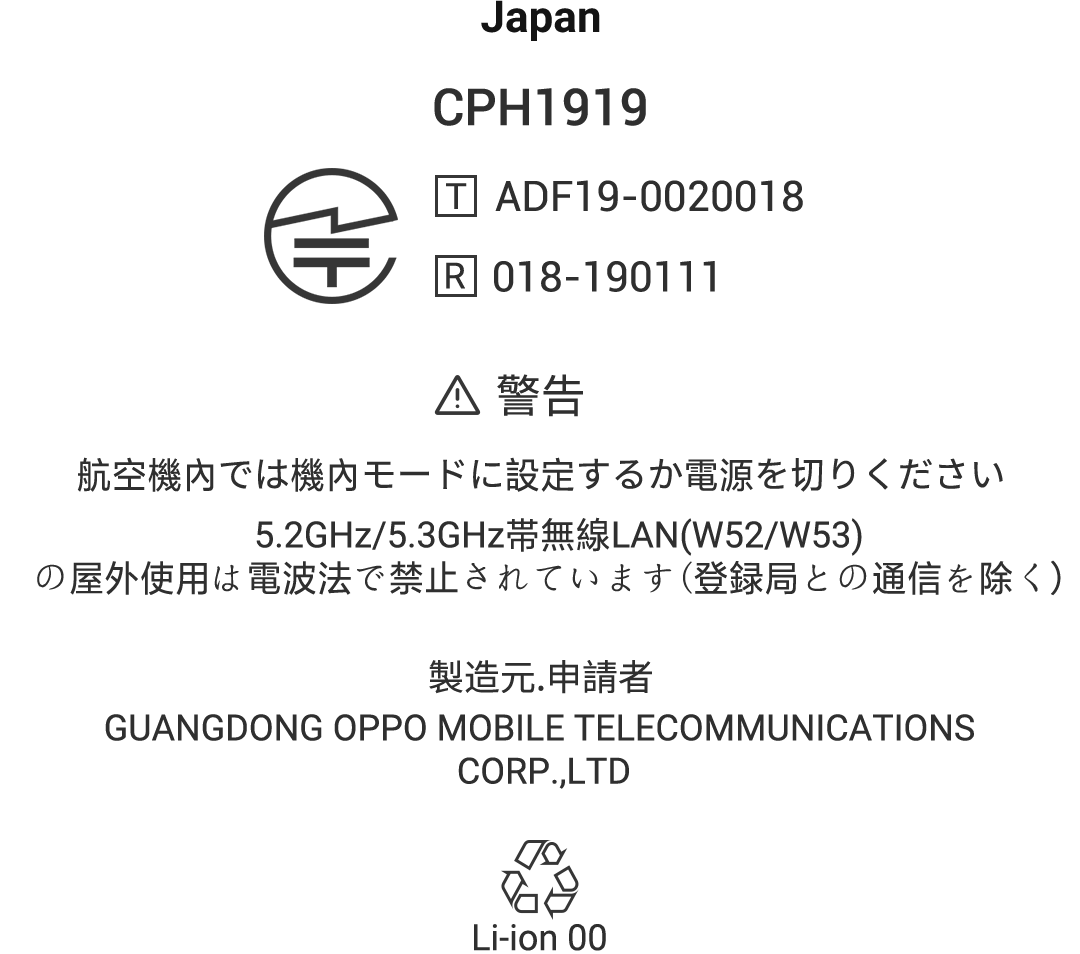 Japan
CPH1919
T ADF19-0020018
R 018-190111
警告
航空機內では機內モードに設定するか電源を切りください
5.2GHz/5.3GHz帯無線LAN(W52/W53)
の屋外使用は電波法で禁止されています(登録局との通信を除く)
製造元.申請者
GUANGDONG OPPO MOBILE TELECOMMUNICATIONS
CORP.,LTD
Li-ion 00